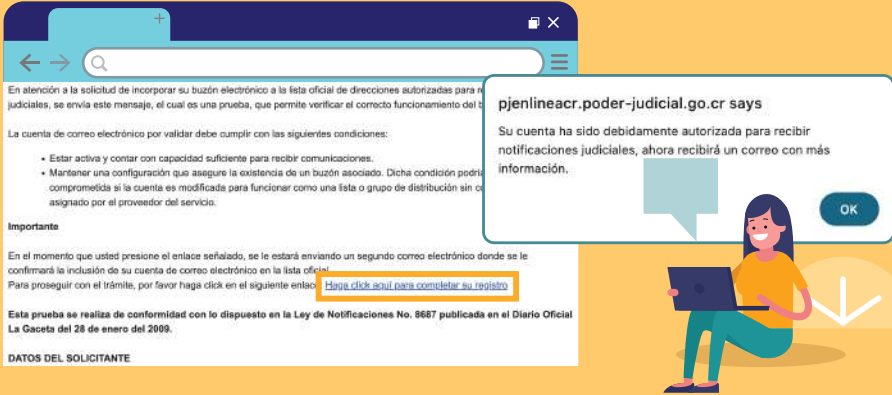 En atención a la solicitud de incorporar su buzón electrónico a la lista oficial de direcciones autorizadas para
judiciales, se envía este mensaje, el cual es una prueba, que permite verificar el correcto funcionamiento del
La cuenta de correo electrónico por validar debe cumplir con las siguientes condiciones:
• Estar activa y contar con capacidad suficiente para recibir comunicaciones.
• Mantener una configuración que asegure la existencia de un buzón asociado. Dicha condición
comprometida si la cuenta es modificada para funcionar como una lista o grupo de distribución sin
asignado por el proveedor del servicio.
Importante
En el momento que usted presione el enlace señalado, se le estará enviando un segundo correo electrónico donde se le
confirmará la inclusión de su cuenta de correo electrónico en la lista oficial.
Para proseguir con el trámite, por favor haga click en el siguiente Haga click aquí para completar su registro
Esta prueba se realiza de conformidad con lo dispuesto en la Ley de Notificaciones No. 8687 publicada en el Diario Oficial
La Gaceta del 28 de enero del 2009.
DATOS DEL SOLICITANTE
pjenlineacr.poder-judicial.go.cr says
Su cuenta ha sido debidamente autorizada para recibir
notificaciones judiciales, ahora recibirá un correo con más
información.
OK